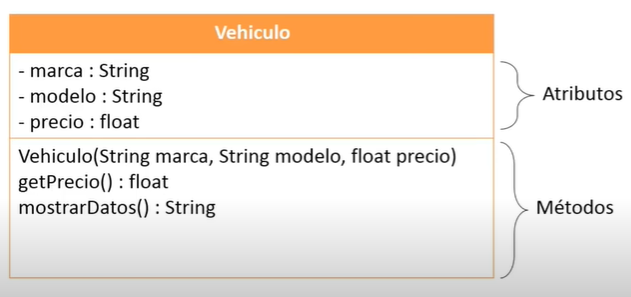 Vehiculo
- marca : String
- modelo : String
- precio : float
Atributos
Vehiculo(String marca, String modelo, float precio)
getPrecio() : float
mostrarDatos() : String
Métodos